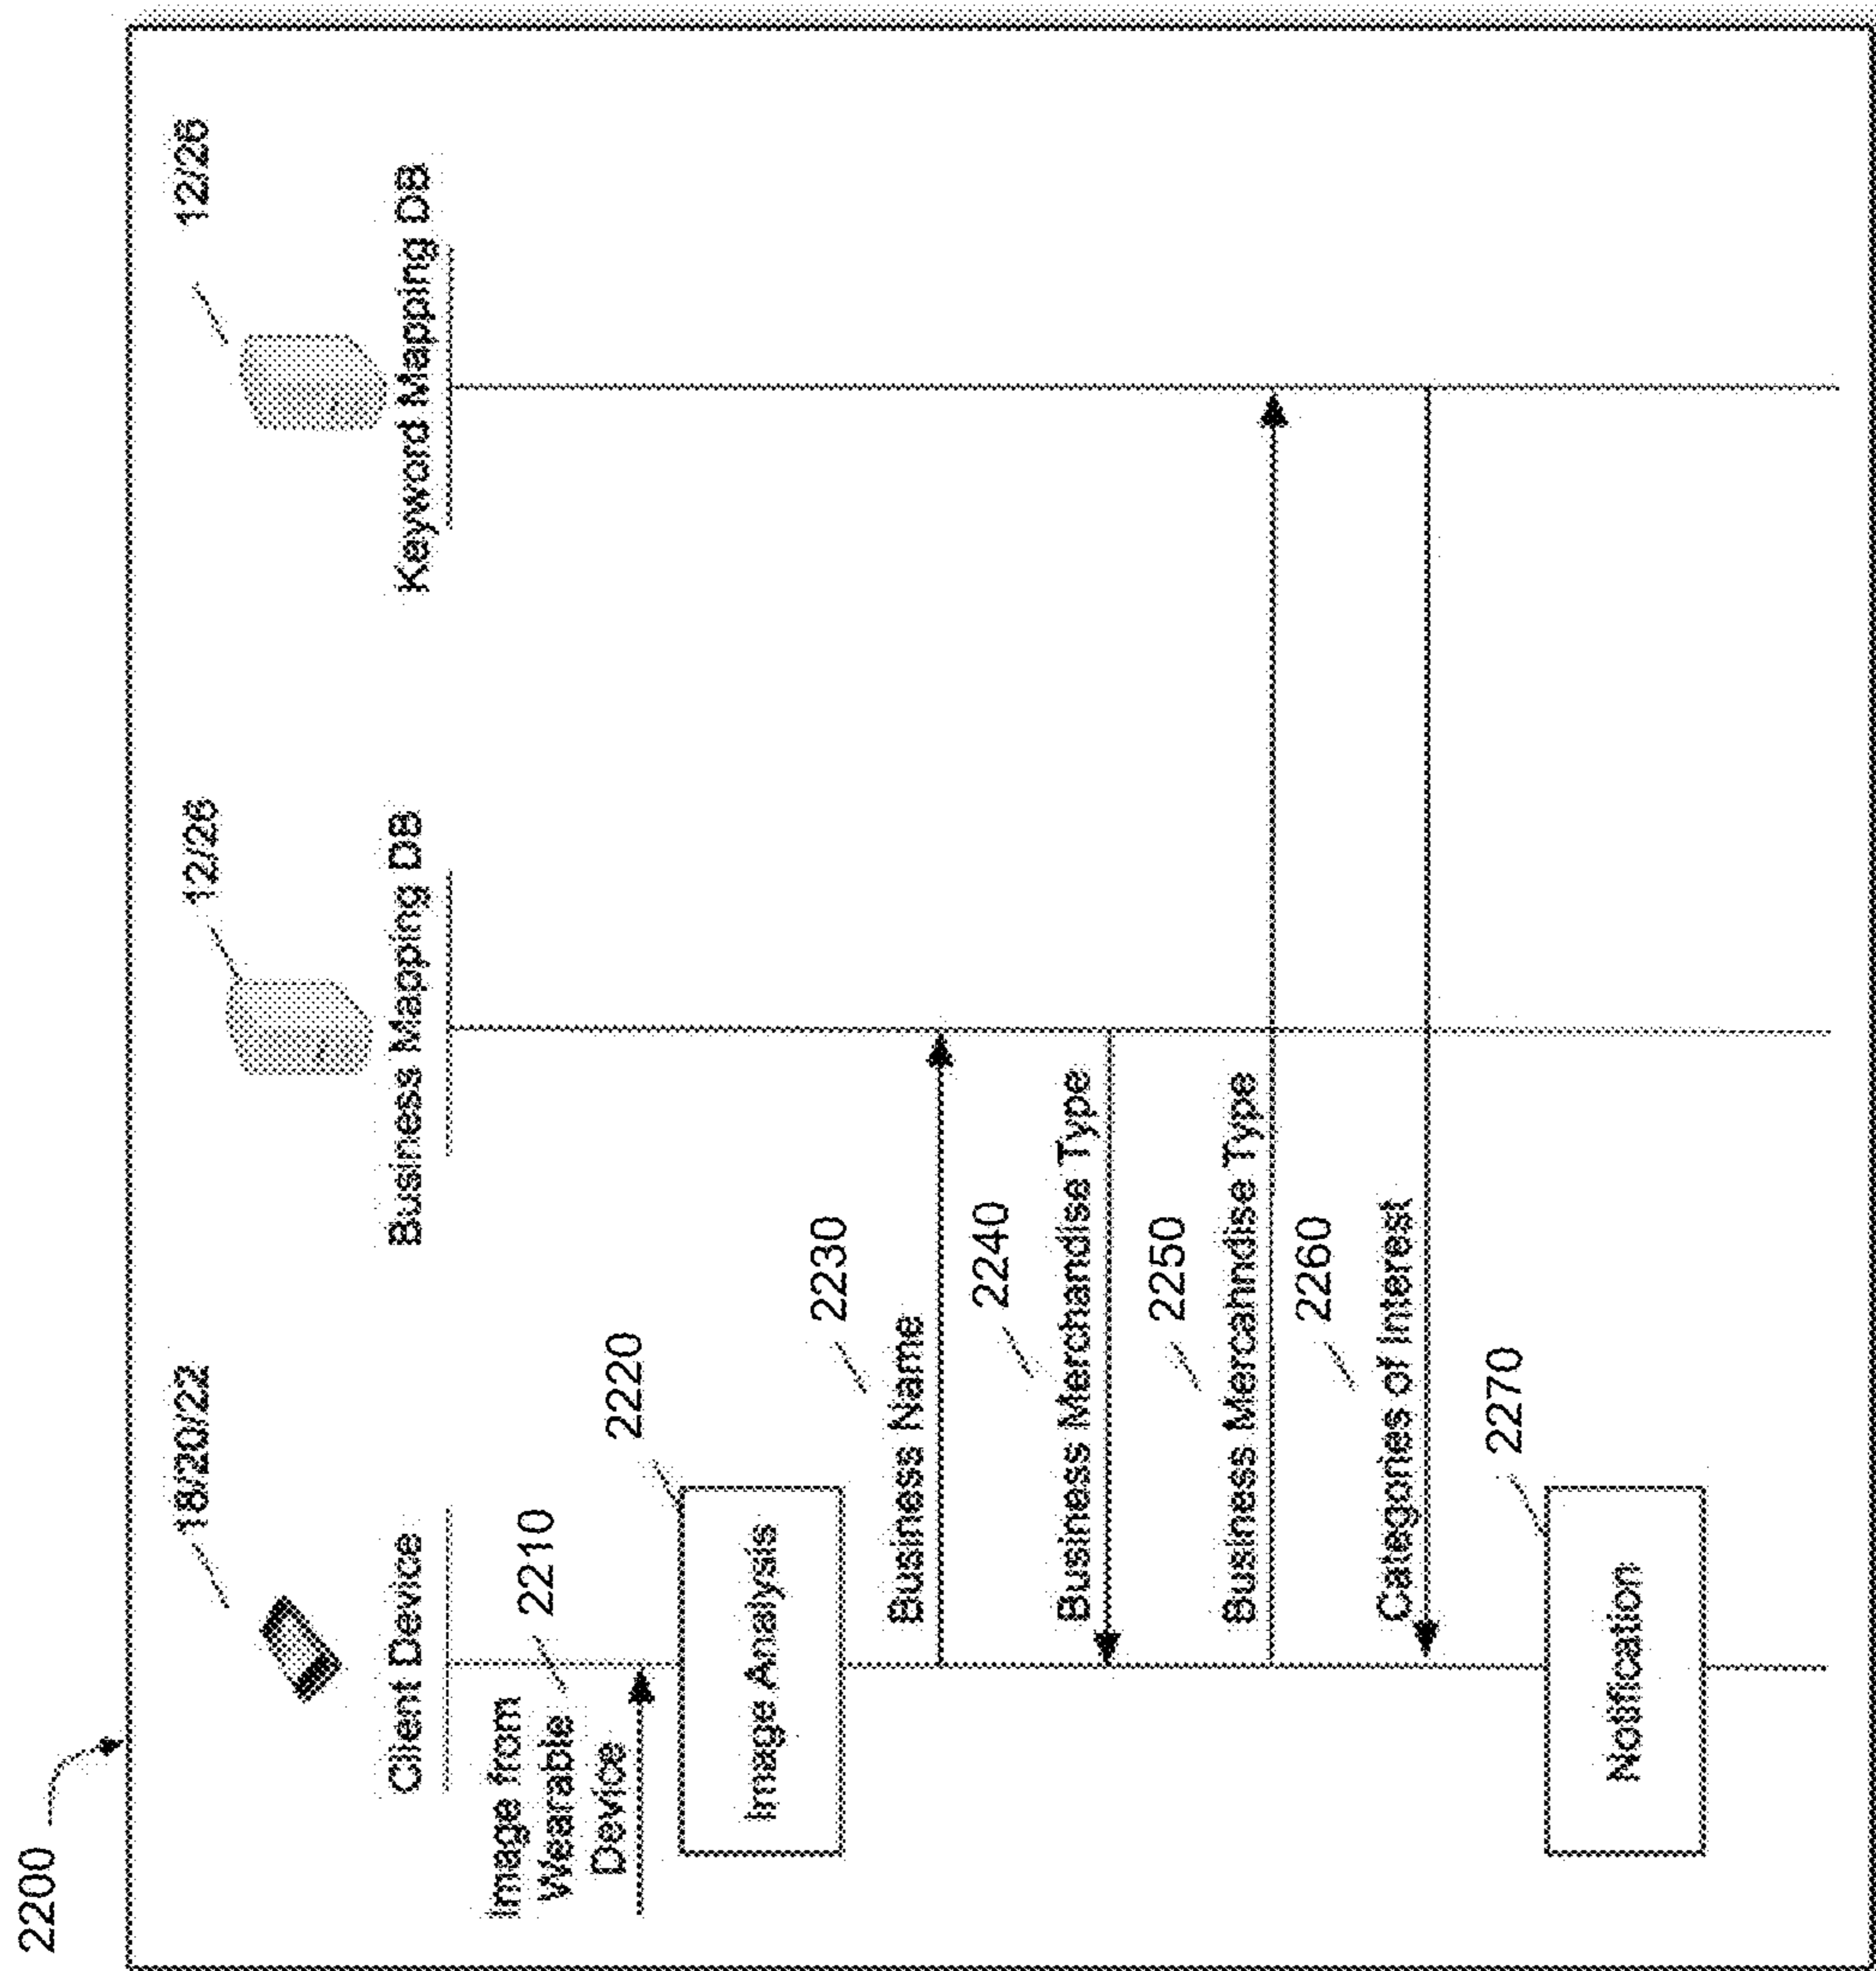 2200
18/20/22
12/26
12/26
Client Device
Business Mapping DB
Keyword Mapping DB
Image from
Wearable
Device
2210
2220
Image Analysis
2230
Business Name
2240
Business Merchandise Type
2250
Business Mercahndise Type
2260
Categories of Interest
2270
Notification